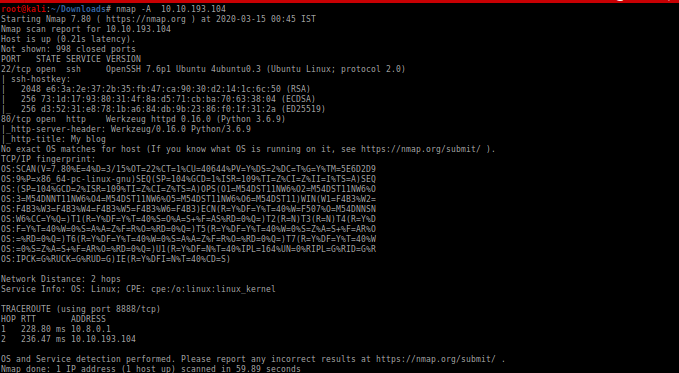 root@kali:~/Downloads# nmap -A  10.10.193.104
Starting Nmap 7.80 ( https://nmap.org ) at 2020-03-15 00:45 IST
Nmap scan report for 10.10.193.104
Host is up (0.21s latency).
Not shown: 998 closed ports
PORT   STATE SERVICE VERSION
22/tcp open  ssh     OpenSSH 7.6p1 Ubuntu 4ubuntu0.3 (Ubuntu Linux; protocol 2.0)
| ssh-hostkey:
|   2048 e6:3a:2e:37:2b:35:fb:47:ca:90:30:d2:14:1c:6c:50 (RSA)
|   256 73:1d:17:93:80:31:4f:8a:d5:71:cb:ba:70:63:38:04 (ECDSA)
|_  256 d3:52:31:e8:78:1b:a6:84:db:9b:23:86:f0:1f:31:2a (ED25519)
80/tcp open  http    Werkzeug httpd 0.16.0 (Python 3.6.9)
|_http-server-header: Werkzeug/0.16.0 Python/3.6.9
|_http-title: My blog
No exact OS matches for host (If you know what OS is running on it, see https://nmap.org/submit/ ).
TCP/IP fingerprint:
OS:SCAN(V=7.80%E=4%D=3/15%OT=22%CT=1%CU=40644%PV=Y%DS=2%DC=T%G=Y%TM=5E6D2D9
OS:9%P=x86_64-pc-linux-gnu)SEQ(SP=104%GCD=1%ISR=109%TI=Z%CI=Z%II=I%TS=A)SEQ
OS:(SP=104%GCD=2%ISR=109%TI=Z%CI=Z%TS=A)OPS(O1=M54DST11NW6%O2=M54DST11NW6%O
OS:3=M54DNNT11NW6%O4=M54DST11NW6%O5=M54DST11NW6%O6=M54DST11)WIN(W1=F4B3%W2=
OS:F4B3%W3=F4B3%W4=F4B3%W5=F4B3%W6=F4B3)ECN(R=Y%DF=Y%T=40%W=F507%O=M54DNNSN
OS:W6%CC=Y%Q=)T1(R=Y%DF=Y%T=40%S=O%A=S+%F=AS%RD=0%Q=)T2(R=N)T3(R=N)T4(R=Y%D
OS:F=Y%T=40%W=0%S=A%A=Z%F=R%O=%RD=0%Q=)T5(R=Y%DF=Y%T=40%W=0%S=Z%A=S+%F=AR%O
OS:=%RD=0%Q=)T6(R=Y%DF=Y%T=40%W=0%S=A%A=Z%F=R%O=%RD=0%Q=)T7(R=Y%DF=Y%T=40%W
OS:=0%S=Z%A=S+%F=AR%O=%RD=0%Q=)U1(R=Y%DF=N%T=40%IPL=164%UN=0%RIPL=G%RID=G%R
OS:IPCK=G%RUCK=G%RUD=G)IE(R=Y%DFI=N%T=40%CD=S)
Network Distance: 2 hops
Service Info: OS: Linux; CPE: cpe:/o:linux:linux_kernel
TRACEROUTE (using port 8888/tcp)
HOP RTT       ADDRESS
1   228.80 ms 10.8.0.1
2   236.47 ms 10.10.193.104
OS and Service detection performed. Please report any incorrect results at https://nmap.org/submit/ .
Nmap done: 1 IP address (1 host up) scanned in 59.89 seconds